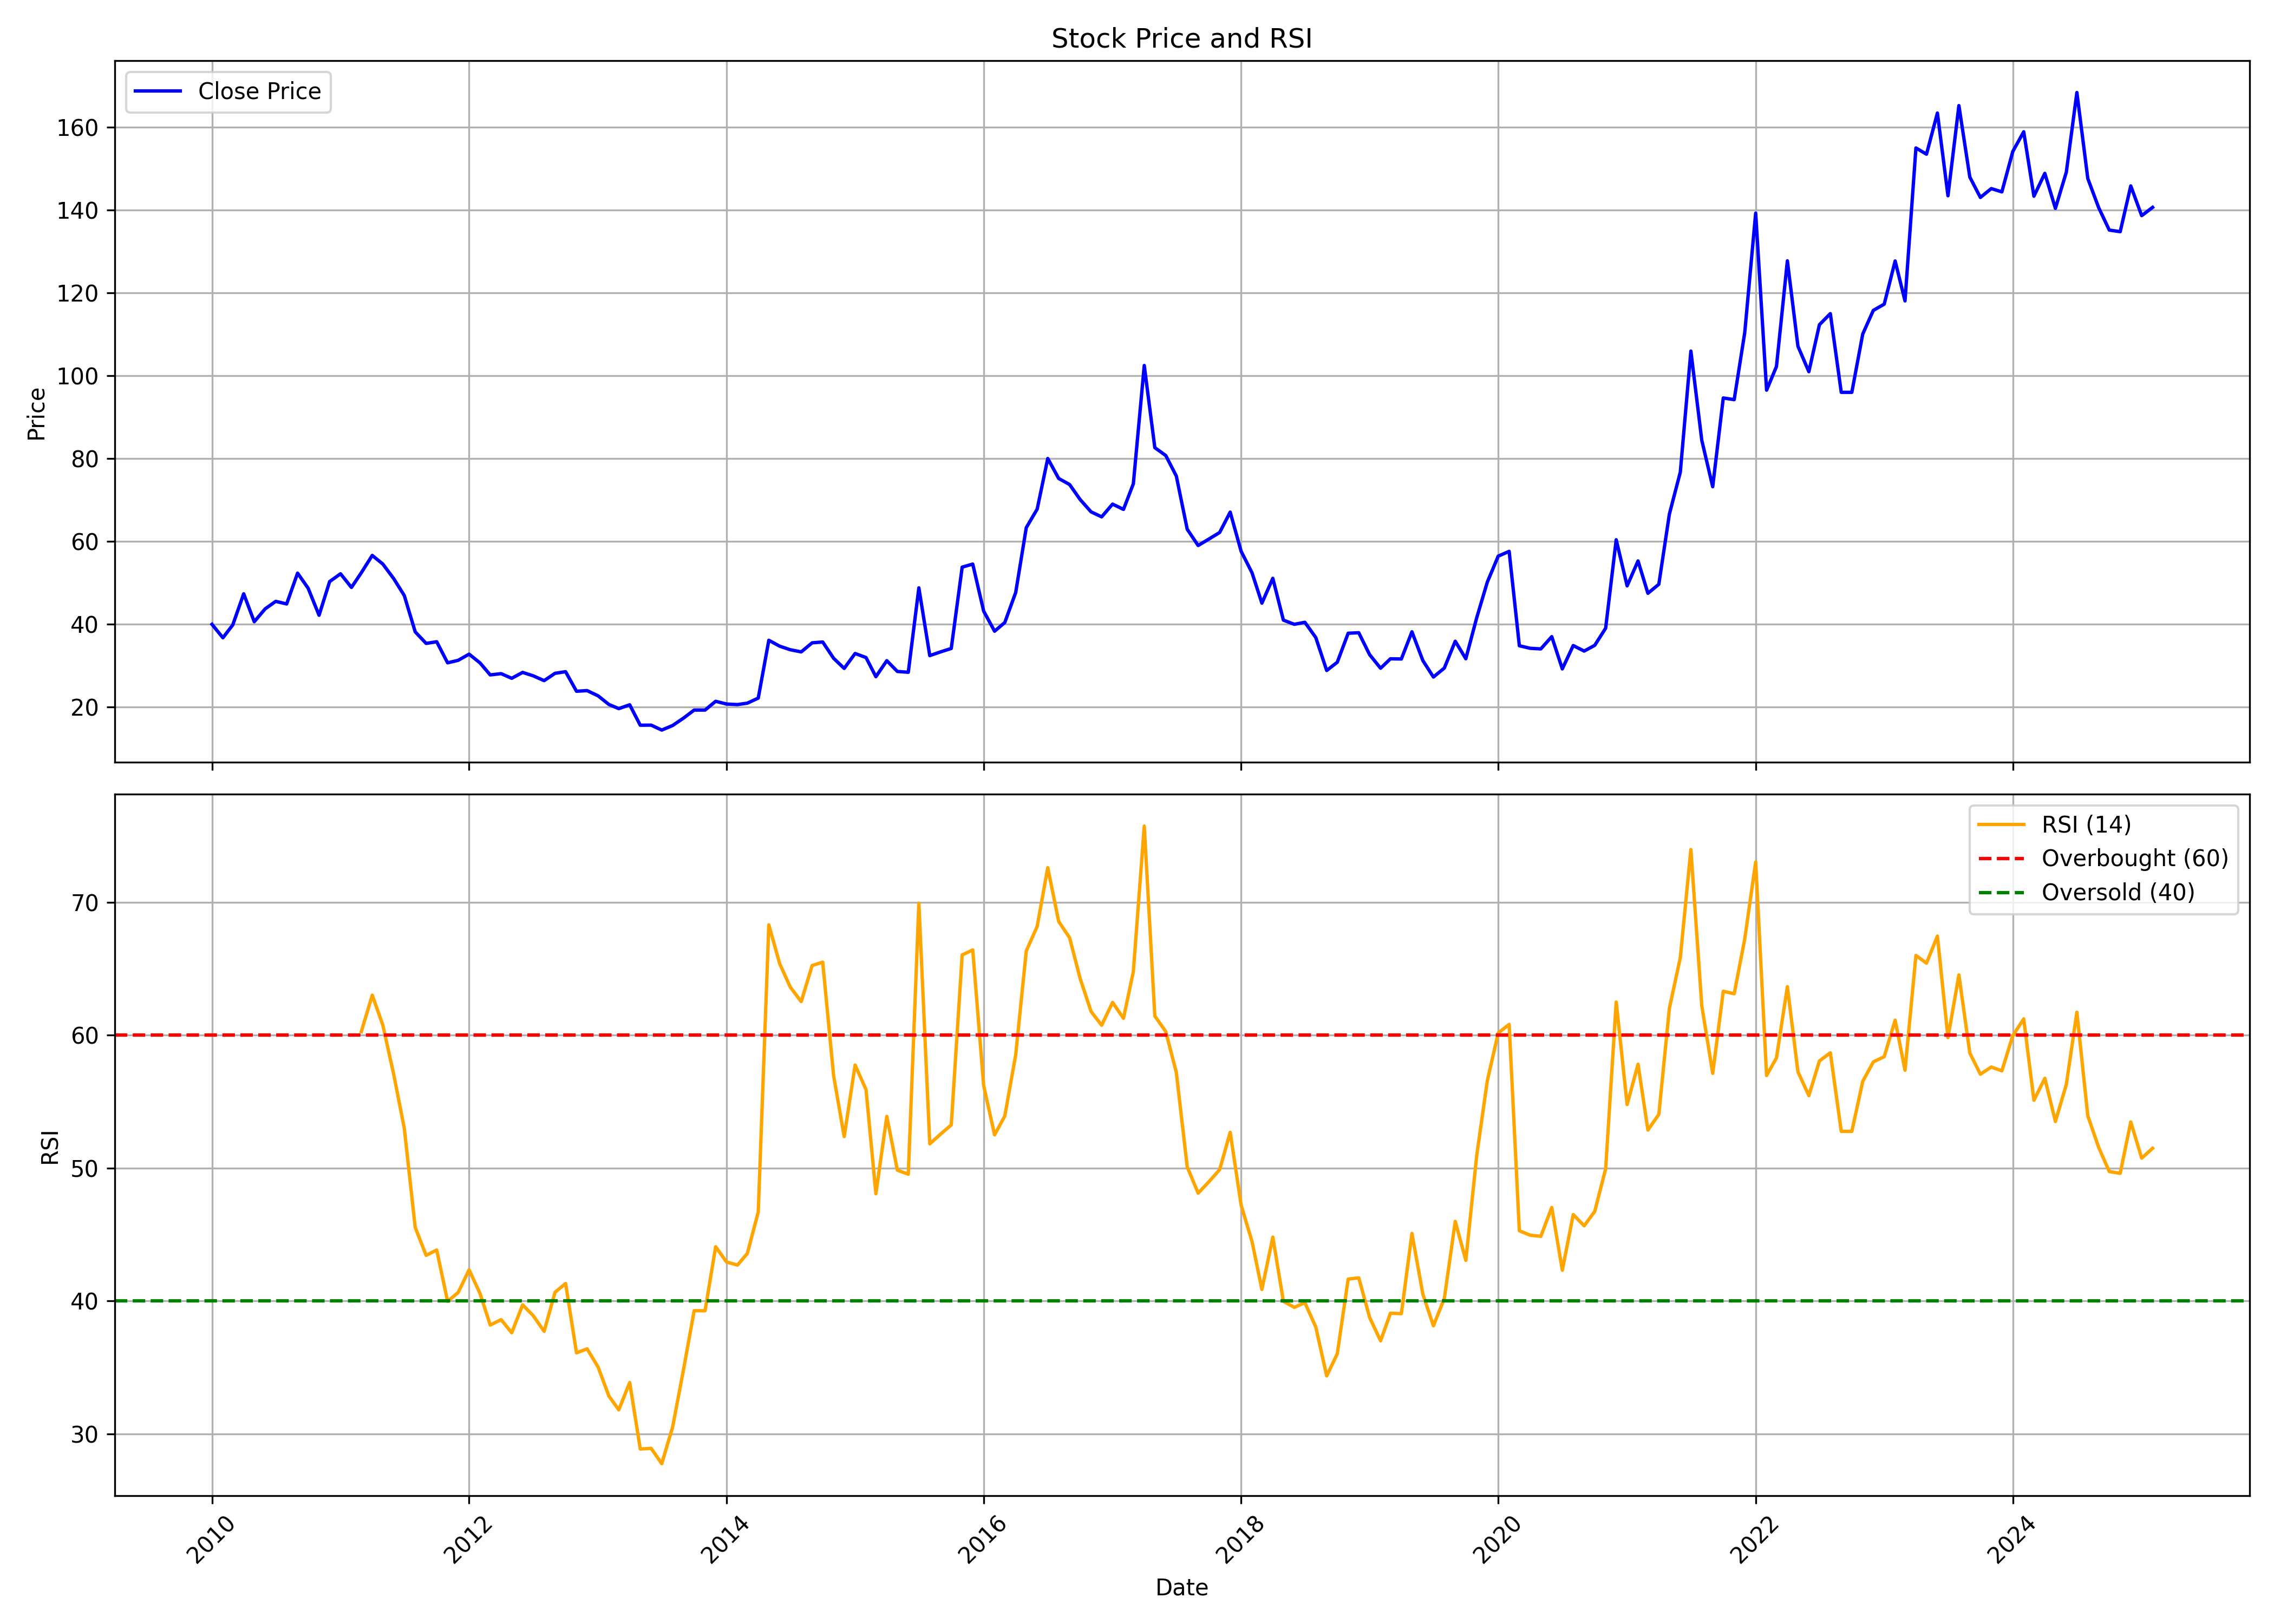 Stock Price and RSI
Close Price
160
140
120
100
80
60
40
20
Price
RSI (14)
Overbought (60)
Oversold (40)
70
60
50
40
30
RSI
2010 2012 2014 2016 2018 2020 2022 2024
Date